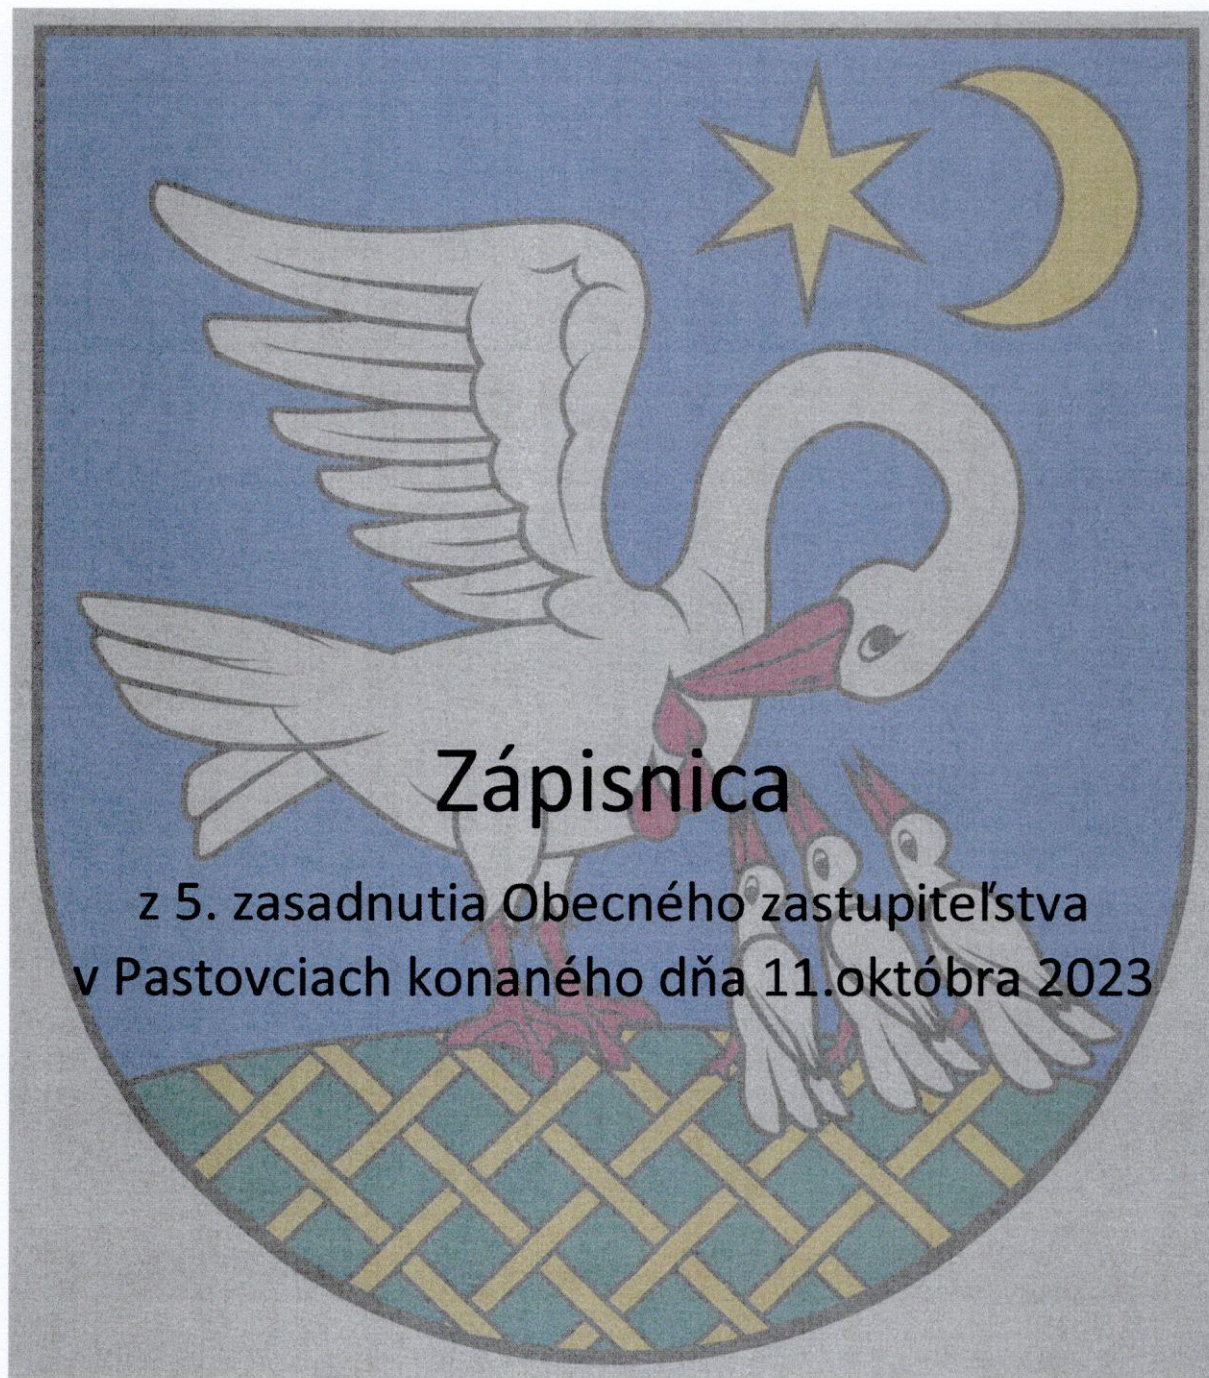 Zápisnica
z 5. zasadnutia Obecného zastupiteľstva
v Pastovciach konaného dňa 11.októbra 2023